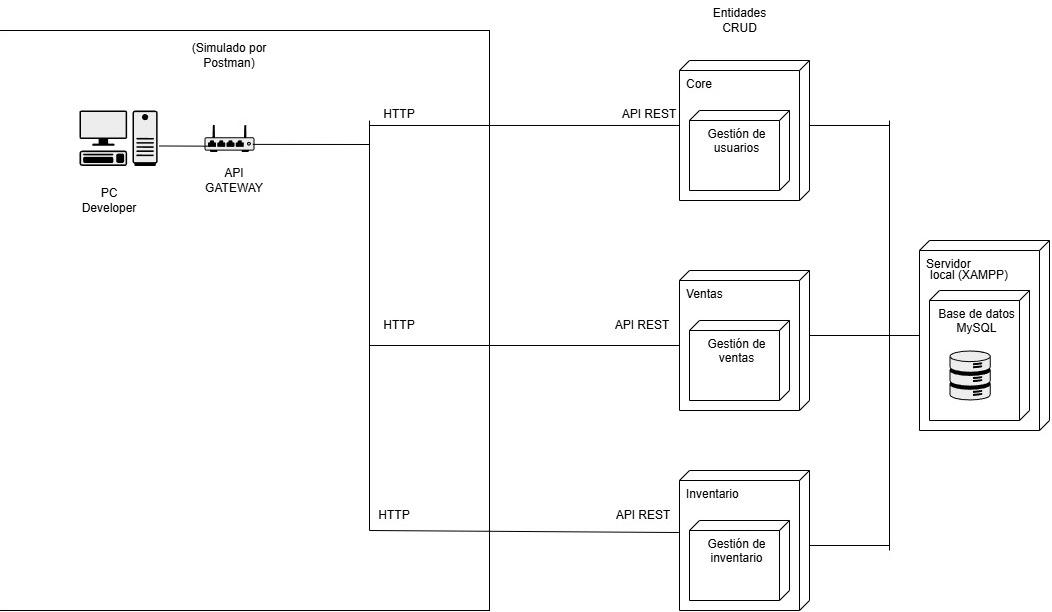 Entidades
CRUD
(Simulado por
Postman)
PC
Developer
API
GATEWAY
HTTP
API REST
Core
Gestión de
usuarios
HTTP
API REST
Ventas
Gestión de
ventas
HTTP
API REST
Inventario
Gestión de
inventario
Servidor
local (XAMPP)
Base de datos
MySQL